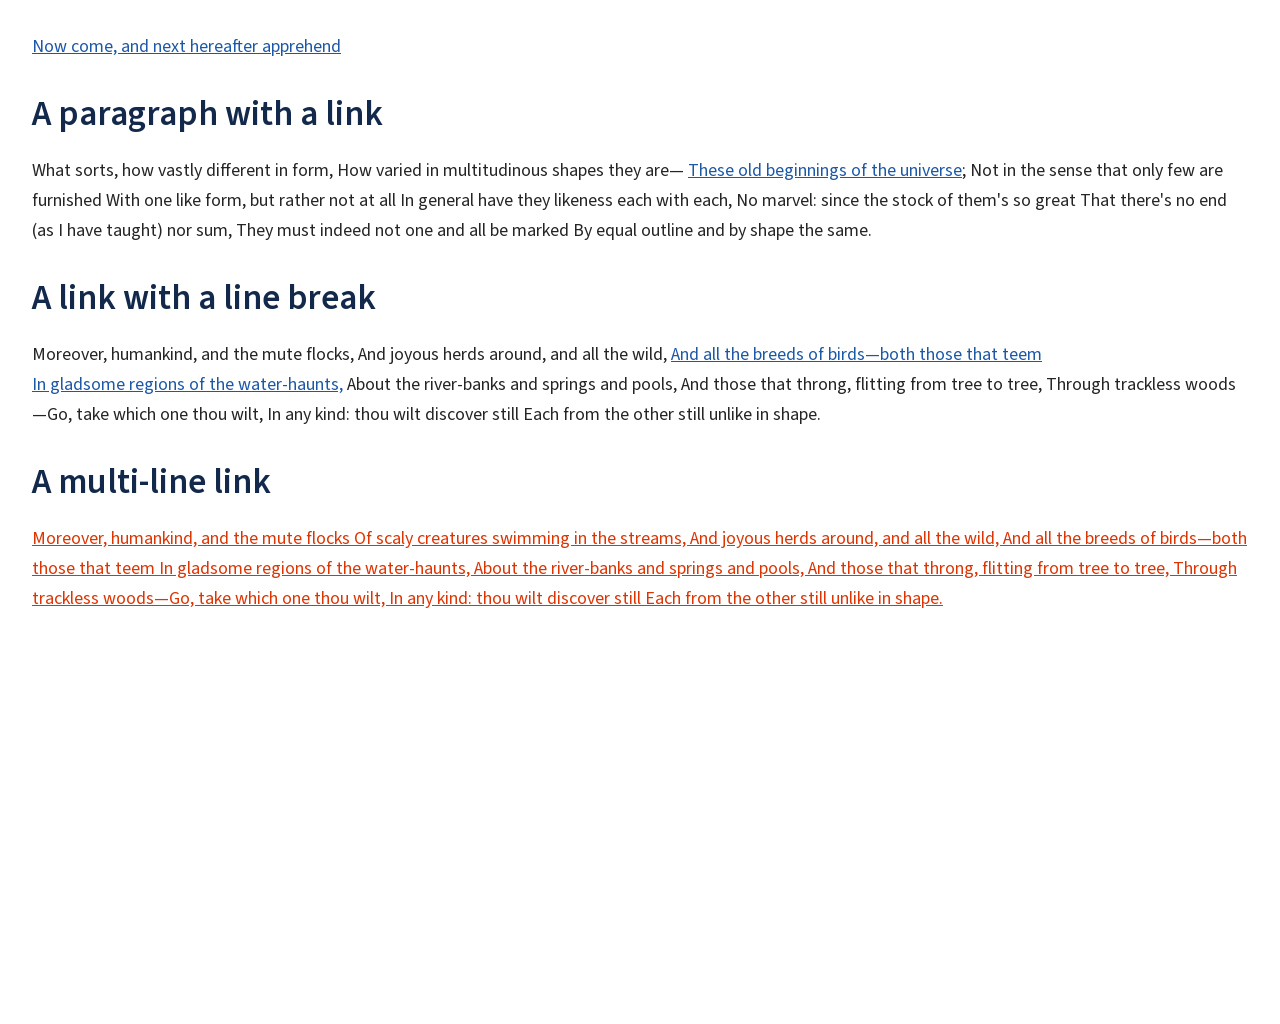 Now come, and next hereafter apprehend
A paragraph with a link
What sorts, how vastly different in form, How varied in multitudinous shapes they are— These old beginnings of the universe; Not in the sense that only few are
furnished With one like form, but rather not at all In general have they likeness each with each, No marvel: since the stock of them's so great That there's no end
(as I have taught) nor sum, They must indeed not one and all be marked By equal outline and by shape the same.
A link with a line break
Moreover, humankind, and the mute flocks, And joyous herds around, and all the wild, And all the breeds of birds—both those that teem
In gladsome regions of the water-haunts, About the river-banks and springs and pools, And those that throng, flitting from tree to tree, Through trackless woods
—Go, take which one thou wilt, In any kind: thou wilt discover still Each from the other still unlike in shape.
A multi-line link
Moreover, humankind, and the mute flocks Of scaly creatures swimming in the streams, And joyous herds around, and all the wild, And all the breeds of birds—both
those that teem In gladsome regions of the water-haunts, About the river-banks and springs and pools, And those that throng, flitting from tree to tree, Through
trackless woods—Go, take which one thou wilt, In any kind: thou wilt discover still Each from the other still unlike in shape.